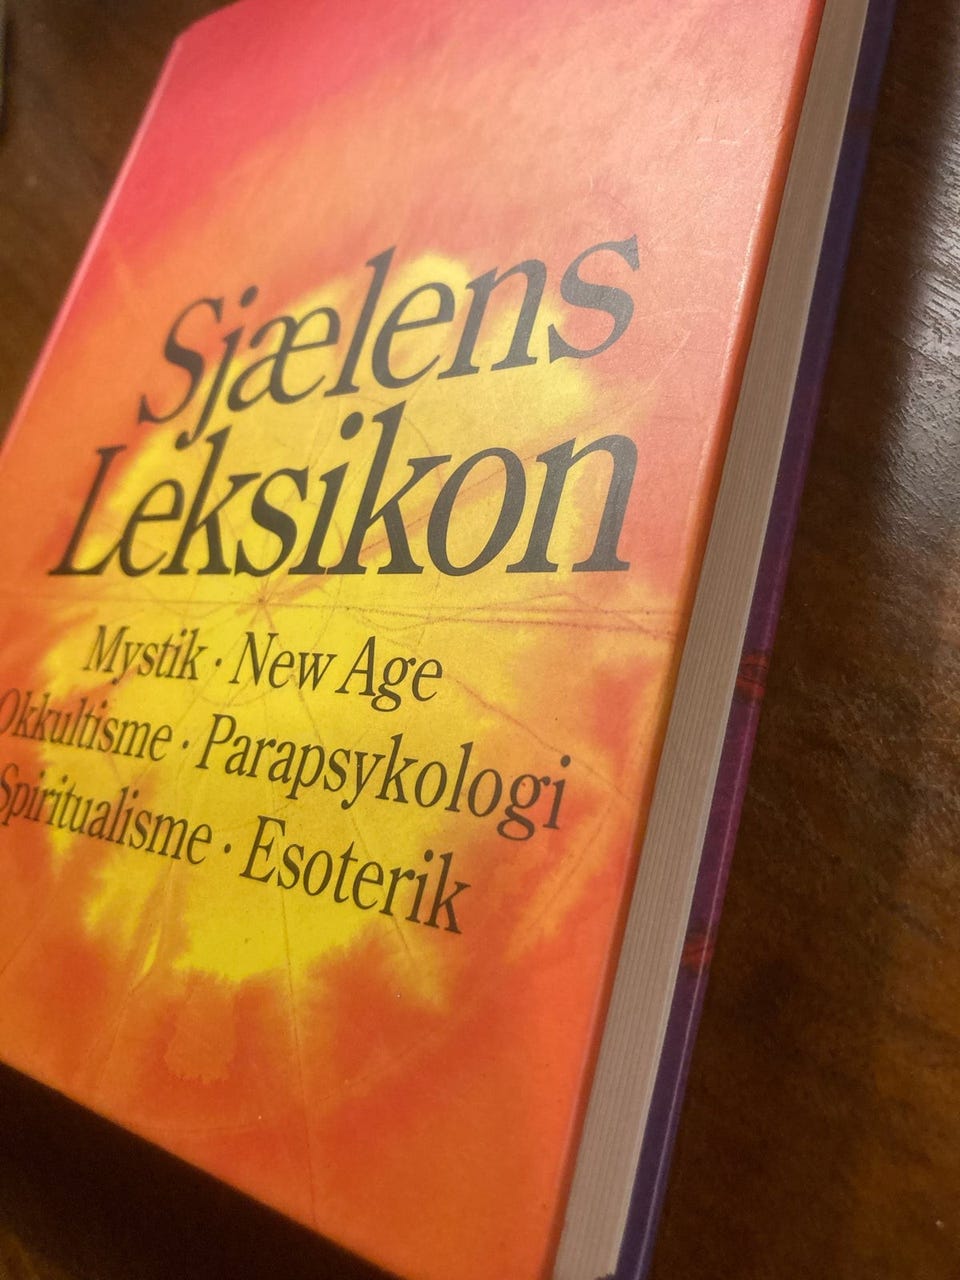 Sjælens
Leksikon
Mystik · New Age
Okkultisme · Parapsykologi
Spiritualisme · Esoterik